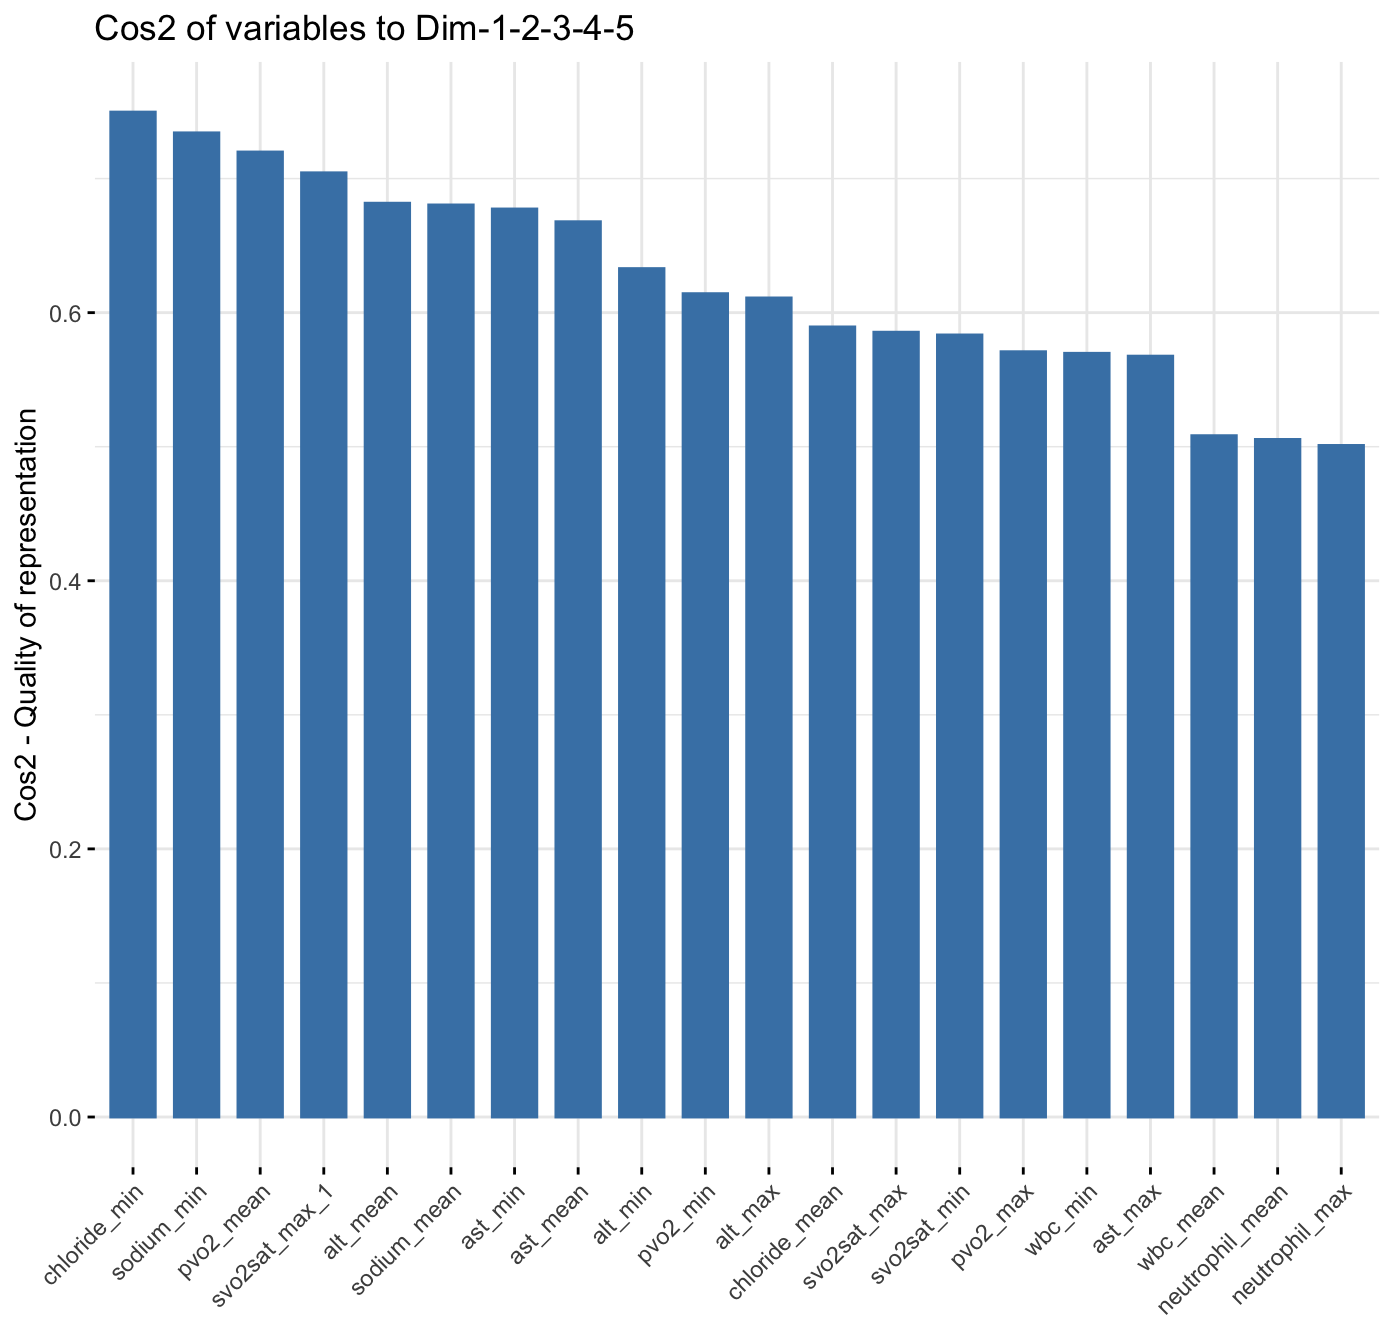 Cos2 of variables to Dim-1-2-3-4-5
Cos2 - Quality of representation
0.6
0.4
0.2
0.0
chloride_min
sodium_min
pvo2_mean
svo2sat_max_1
alt_mean
sodium_mean
ast_min
ast_mean
alt_min
pvo2_min
alt_max
chloride_mean
svo2sat_max
svo2sat_min
pvo2_max
wbc_min
ast_max
wbc_mean
neutrophil_mean
neutrophil_max